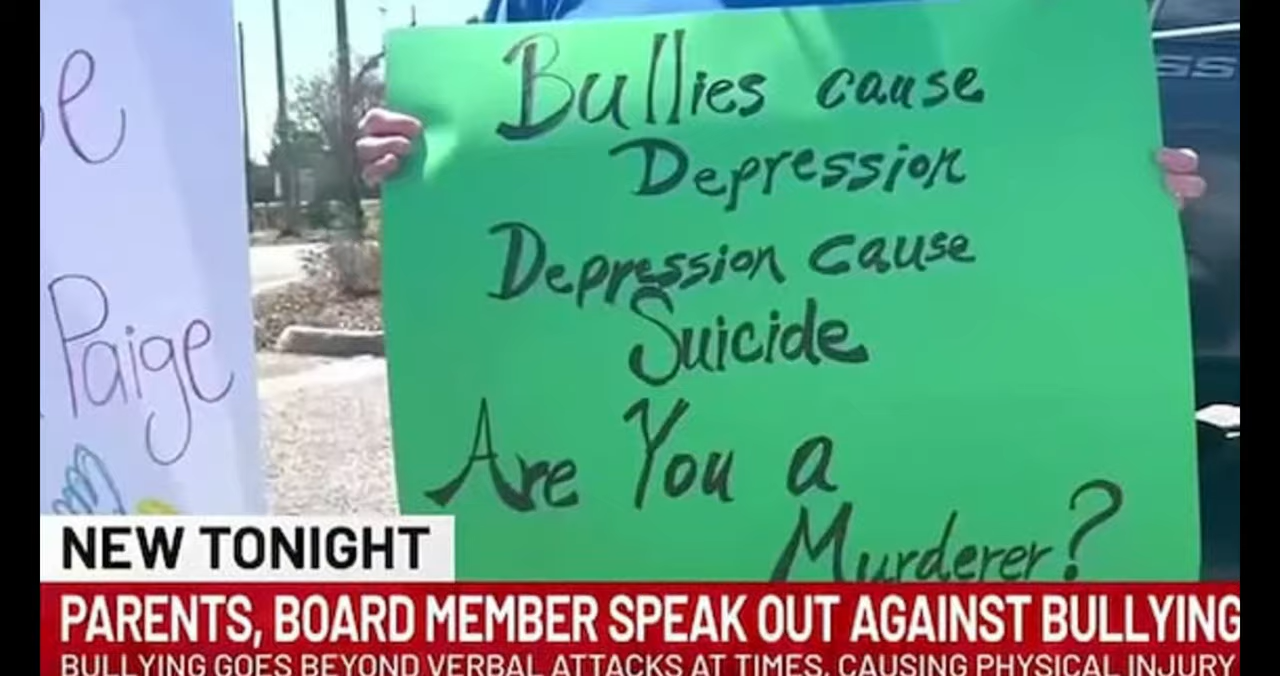 Paige
Bullies cause
Depression
Depression cause
Suicide
Are You a
Murderer?
NEW TONIGHT
PARENTS, BOARD MEMBER SPEAK OUT AGAINST BULLYING
BULLYING GOES BEYOND VERBAL ATTACKS AT TIMES, CAUSING PHYSICAL INJURY